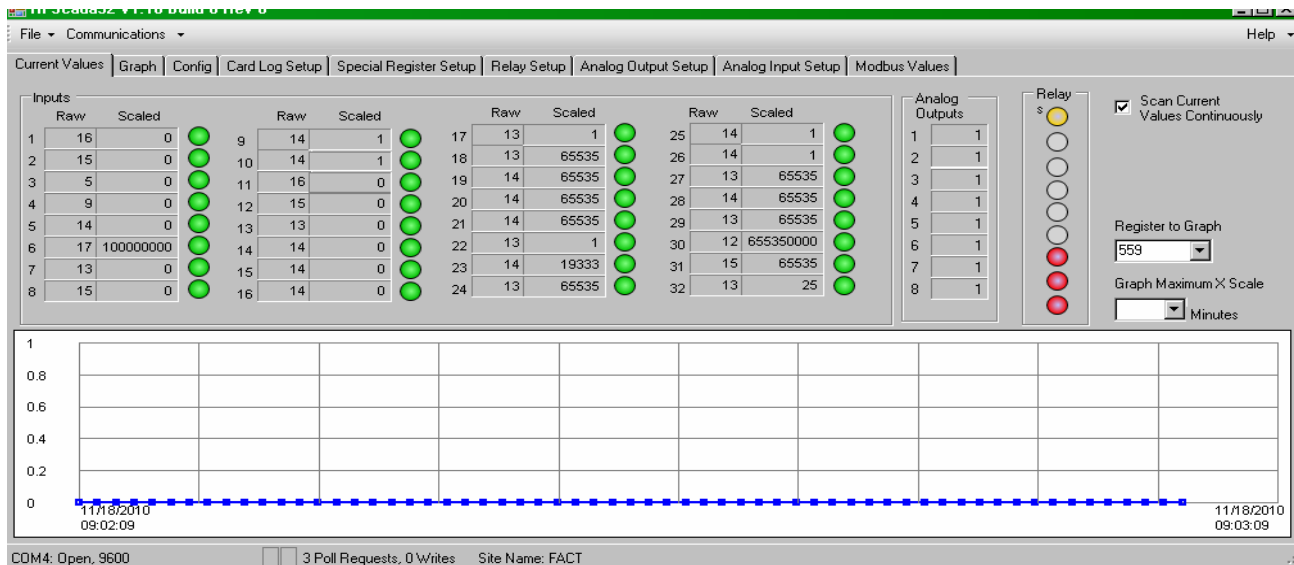 File Communications Help
Current Values Graph Config Card Log Setup Special Register Setup Relay Setup Analog Output Setup Analog Input Setup Modbus Values
Inputs
Raw Scaled
1 16 0
2 15 0
3 5 0
4 9 0
5 14 0
6 17 100000000
7 13 0
8 15 0
Raw Scaled
9 14 1
10 14 1
11 16 0
12 15 0
13 13 0
14 14 0
15 14 0
16 14 0
Raw Scaled
17 13 1
18 13 65535
19 14 65535
20 14 65535
21 14 65535
22 13 1
23 14 19333
24 13 65535
Raw Scaled
25 14 1
26 14 1
27 13 65535
28 14 65535
29 13 65535
30 12 655350000
31 15 65535
32 13 25
Analog
Outputs
1 1
2 1
3 1
4 1
5 1
6 1
7 1
8 1
Relay
s
Scan Current
Values Continuously
Register to Graph
559
Graph Maximum X Scale
Minutes
1
0.8
0.6
0.4
0.2
0
11/18/2010
09:02:09
11/18/2010
09:03:09
COM4: Open, 9600 3 Poll Requests, 0 Writes Site Name: FACT